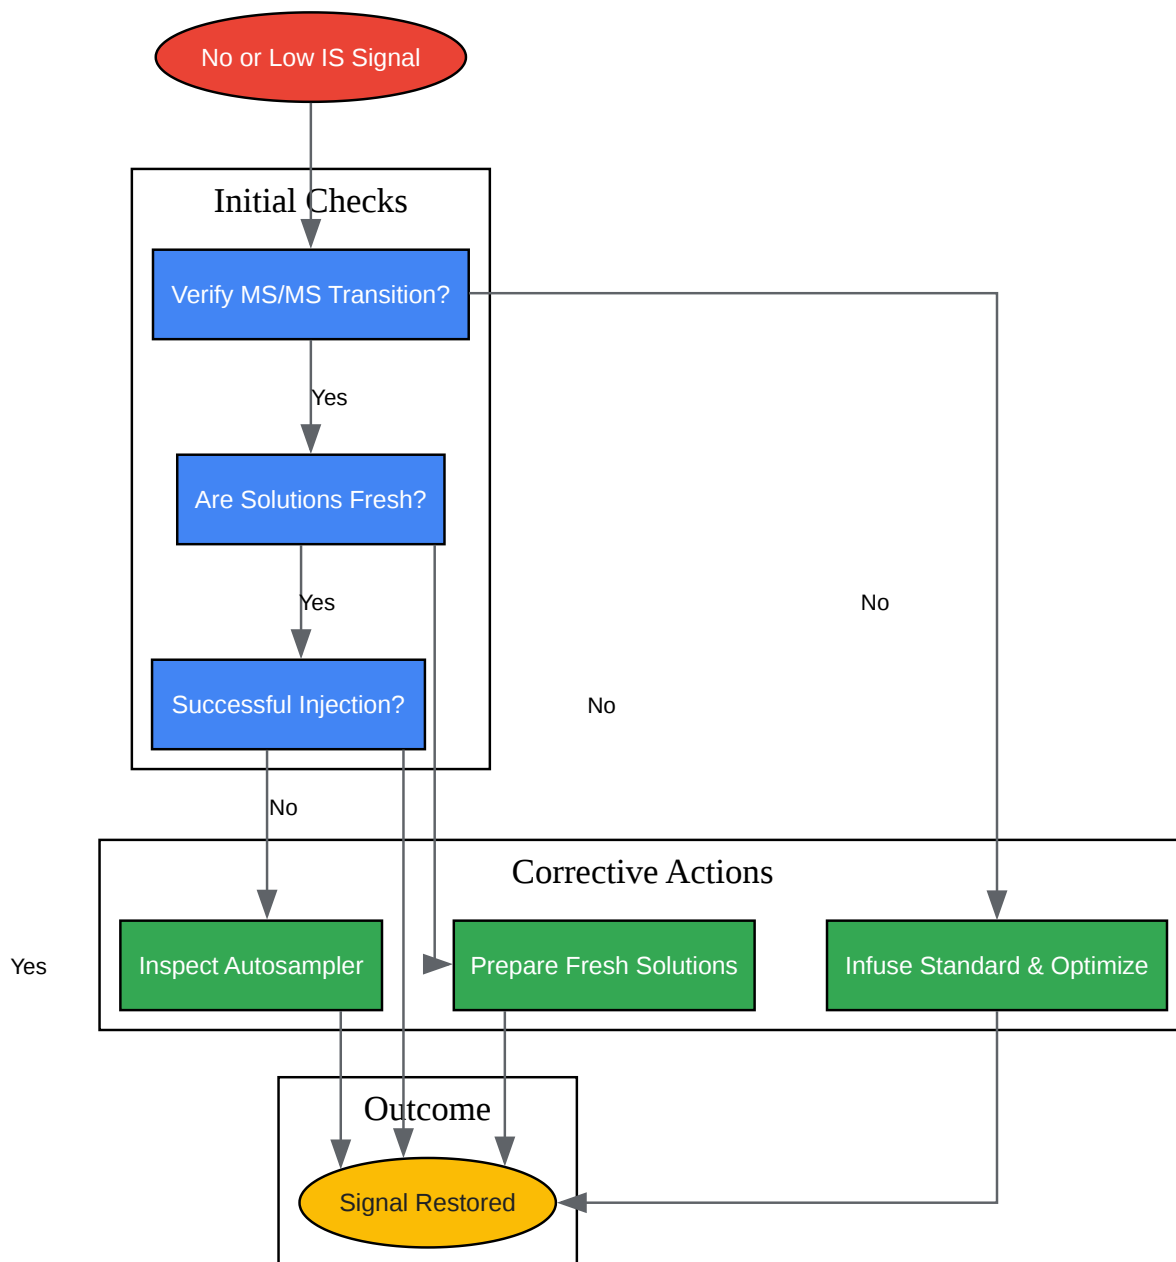 No or Low IS Signal
Initial Checks
Verify MS/MS Transition?
Yes
Are Solutions Fresh?
Yes
No
Successful Injection?
No
No
Corrective Actions
Yes
Inspect Autosampler
Prepare Fresh Solutions
Infuse Standard & Optimize
Outcome
Signal Restored